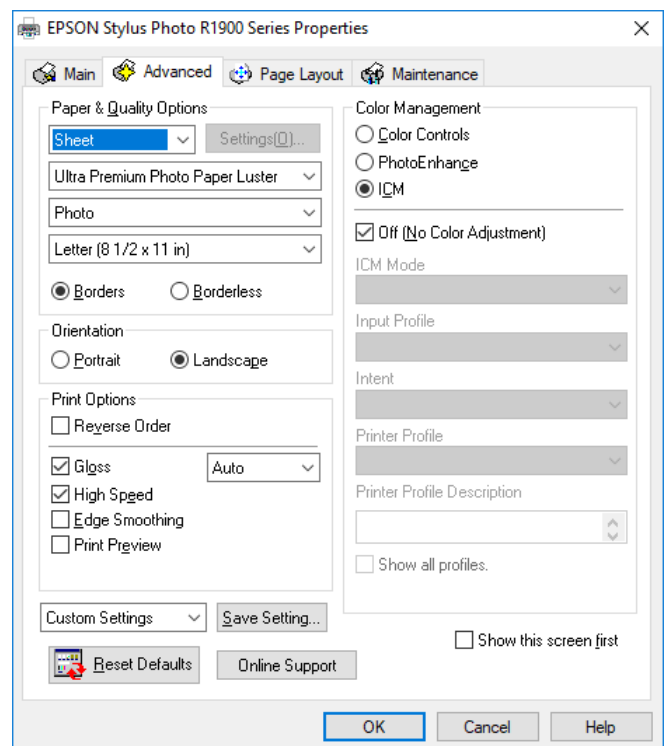 EPSON Stylus Photo R1900 Series Properties
Main Advanced Page Layout Maintenance
Paper & Quality Options
Sheet Settings(O)...
Ultra Premium Photo Paper Luster
Photo
Letter (8 1/2 x 11 in)
Borders Borderless
Orientation
Portrait Landscape
Print Options
Reverse Order
Gloss Auto
High Speed
Edge Smoothing
Print Preview
Custom Settings Save Setting...
Reset Defaults Online Support
Color Management
Color Controls
PhotoEnhance
ICM
Off (No Color Adjustment)
ICM Mode
Input Profile
Intent
Printer Profile
Printer Profile Description
Show all profiles.
Show this screen first
OK Cancel Help